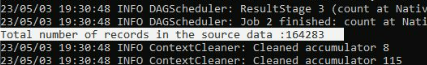 23/05/03 19:30:48 INFO DAGScheduler: ResultStage 3 (count at Nativ
23/05/03 19:30:48 INFO DAGScheduler: Job 2 finished: count at Nati
Total number of records in the source data :164283
23/05/03 19:30:48 INFO ContextCleaner: Cleaned accumulator 8
23/05/03 19:30:48 INFO ContextCleaner: Cleaned accumulator 115